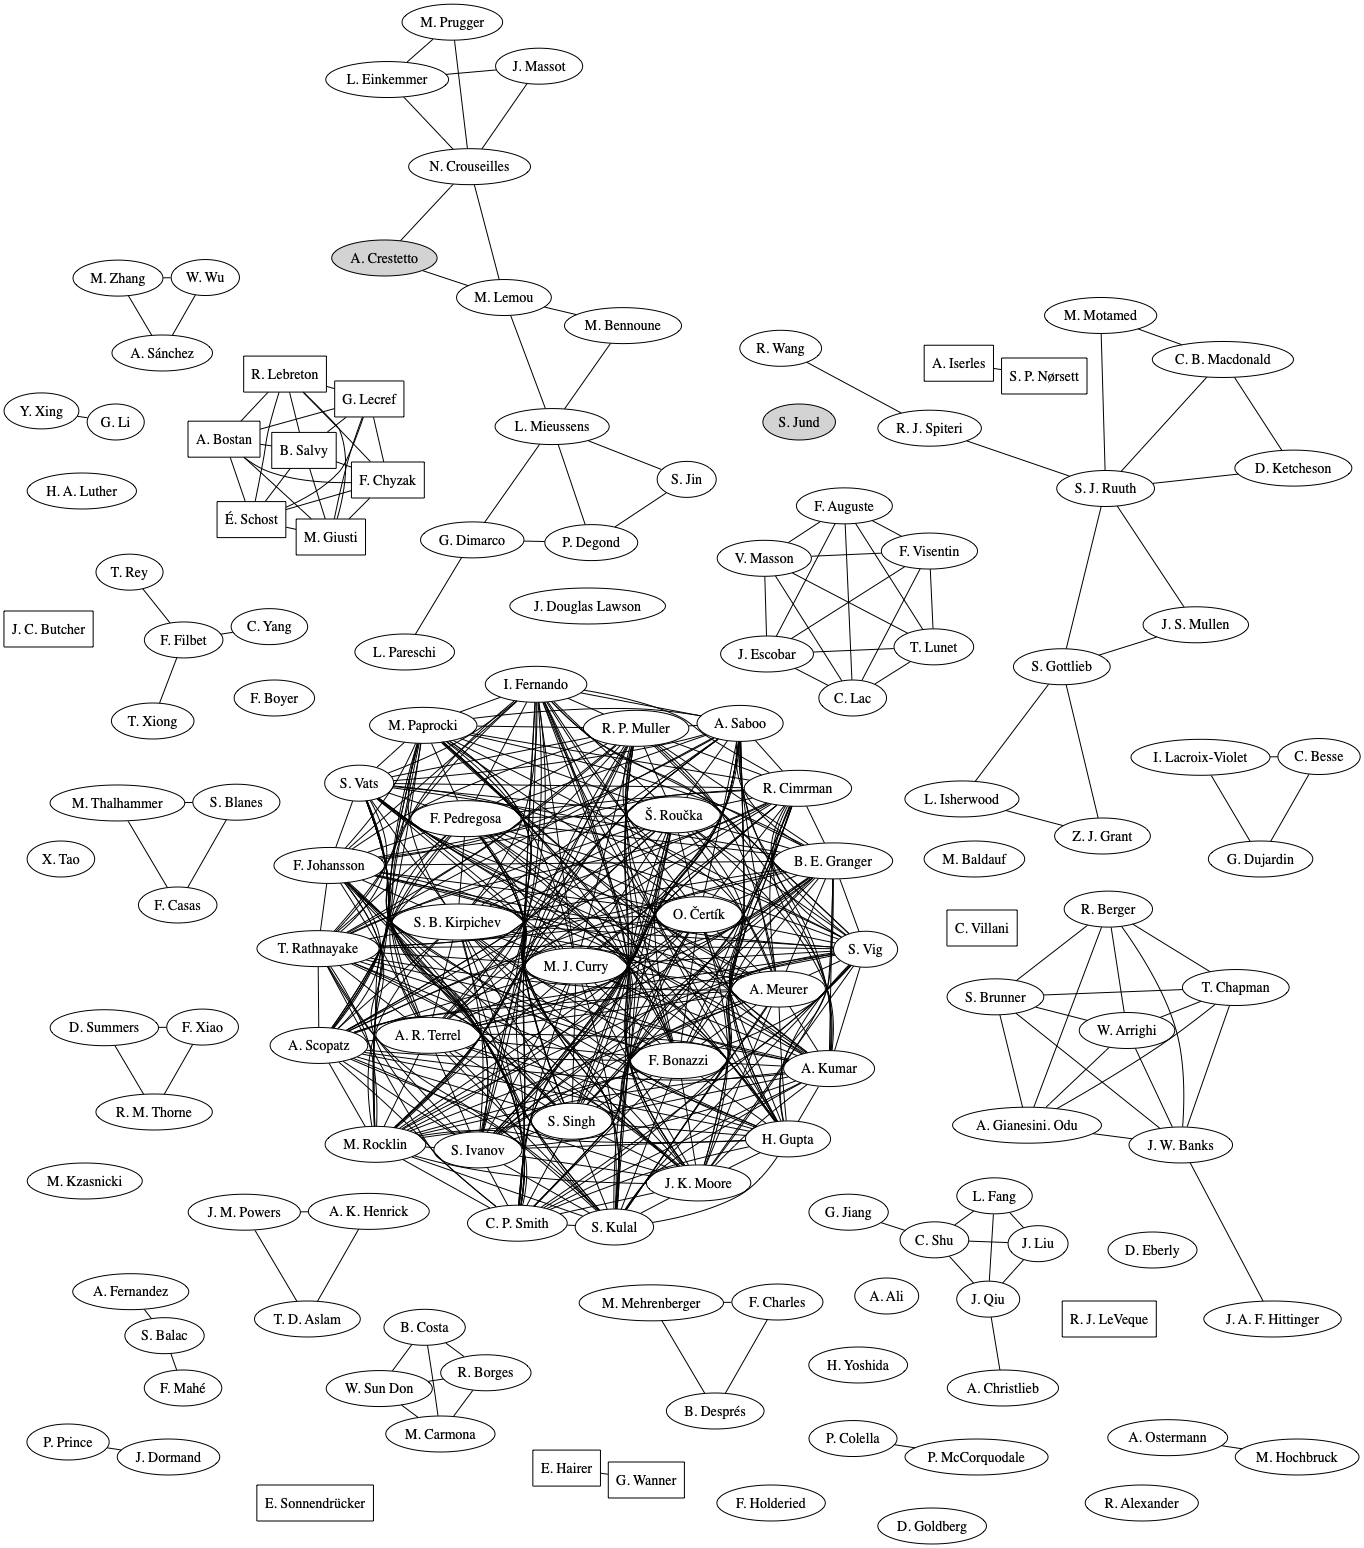 M. Prugger
J. Massot
L. Einkemmer
N. Crouseilles
A. Crestetto
M. Zhang
W. Wu
M. Lemou
M. Bennoune
M. Motamed
A. Sánchez
R. Wang
A. Iserles
S. P. Nørsett
C. B. Macdonald
R. Lebreton
G. Lecref
Y. Xing
G. Li
S. Jund
R. J. Spiteri
L. Mieussens
A. Bostan
B. Salvy
D. Ketcheson
F. Chyzak
S. Jin
S. J. Ruuth
H. A. Luther
F. Auguste
É. Schost
M. Giusti
G. Dimarco
P. Degond
V. Masson
F. Visentin
T. Rey
J. Douglas Lawson
J. C. Butcher
F. Filbet
C. Yang
J. S. Mullen
L. Pareschi
J. Escobar
T. Lunet
S. Gottlieb
I. Fernando
F. Boyer
C. Lac
T. Xiong
M. Paprocki
R. P. Muller
A. Saboo
I. Lacroix-Violet
C. Besse
S. Vats
R. Cimrman
M. Thalhammer
S. Blanes
L. Isherwood
F. Pedregosa
Š. Roučka
Z. J. Grant
X. Tao
F. Johansson
B. E. Granger
M. Baldauf
G. Dujardin
F. Casas
R. Berger
S. B. Kirpichev
O. Čertík
C. Villani
T. Rathnayake
S. Vig
M. J. Curry
A. Meurer
S. Brunner
T. Chapman
D. Summers
F. Xiao
A. Scopatz
A. R. Terrel
W. Arrighi
F. Bonazzi
A. Kumar
R. M. Thorne
S. Singh
A. Gianesini. Odu
M. Rocklin
S. Ivanov
H. Gupta
J. W. Banks
M. Kzasnicki
J. K. Moore
L. Fang
J. M. Powers
A. K. Henrick
G. Jiang
C. P. Smith
S. Kulal
C. Shu
J. Liu
D. Eberly
A. Fernandez
A. Ali
J. Qiu
M. Mehrenberger
F. Charles
T. D. Aslam
R. J. LeVeque
J. A. F. Hittinger
B. Costa
S. Balac
H. Yoshida
R. Borges
F. Mahé
W. Sun Don
A. Christlieb
B. Després
M. Carmona
P. Prince
J. Dormand
P. Colella
P. McCorquodale
A. Ostermann
M. Hochbruck
E. Hairer
G. Wanner
E. Sonnendrücker
F. Holderied
R. Alexander
D. Goldberg